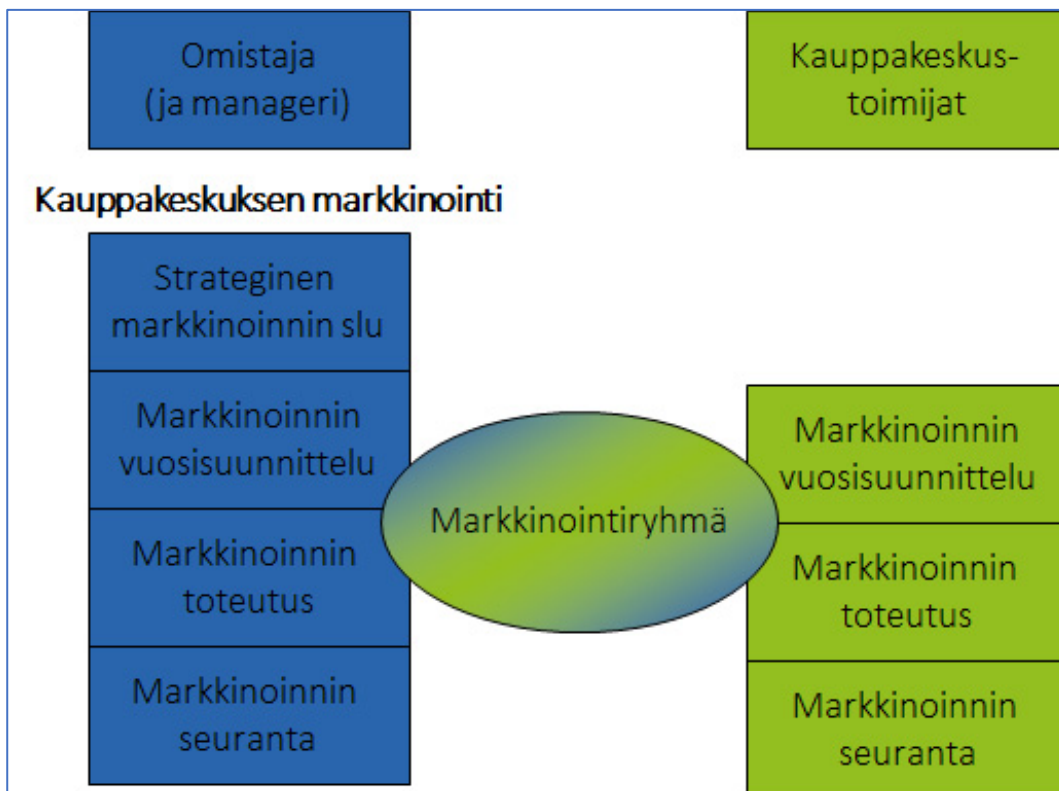 Omistaja
(ja manageri)
Kauppakeskus-
toimijat
Kauppakeskuksen markkinointi
Strateginen
markkinoinnin slu
Markkinoinnin
vuosisuunnittelu
Markkinoinnin
toteutus
Markkinoinnin
seuranta
Markkinointiryhmä
Markkinoinnin
vuosisuunnittelu
Markkinoinnin
toteutus
Markkinoinnin
seuranta